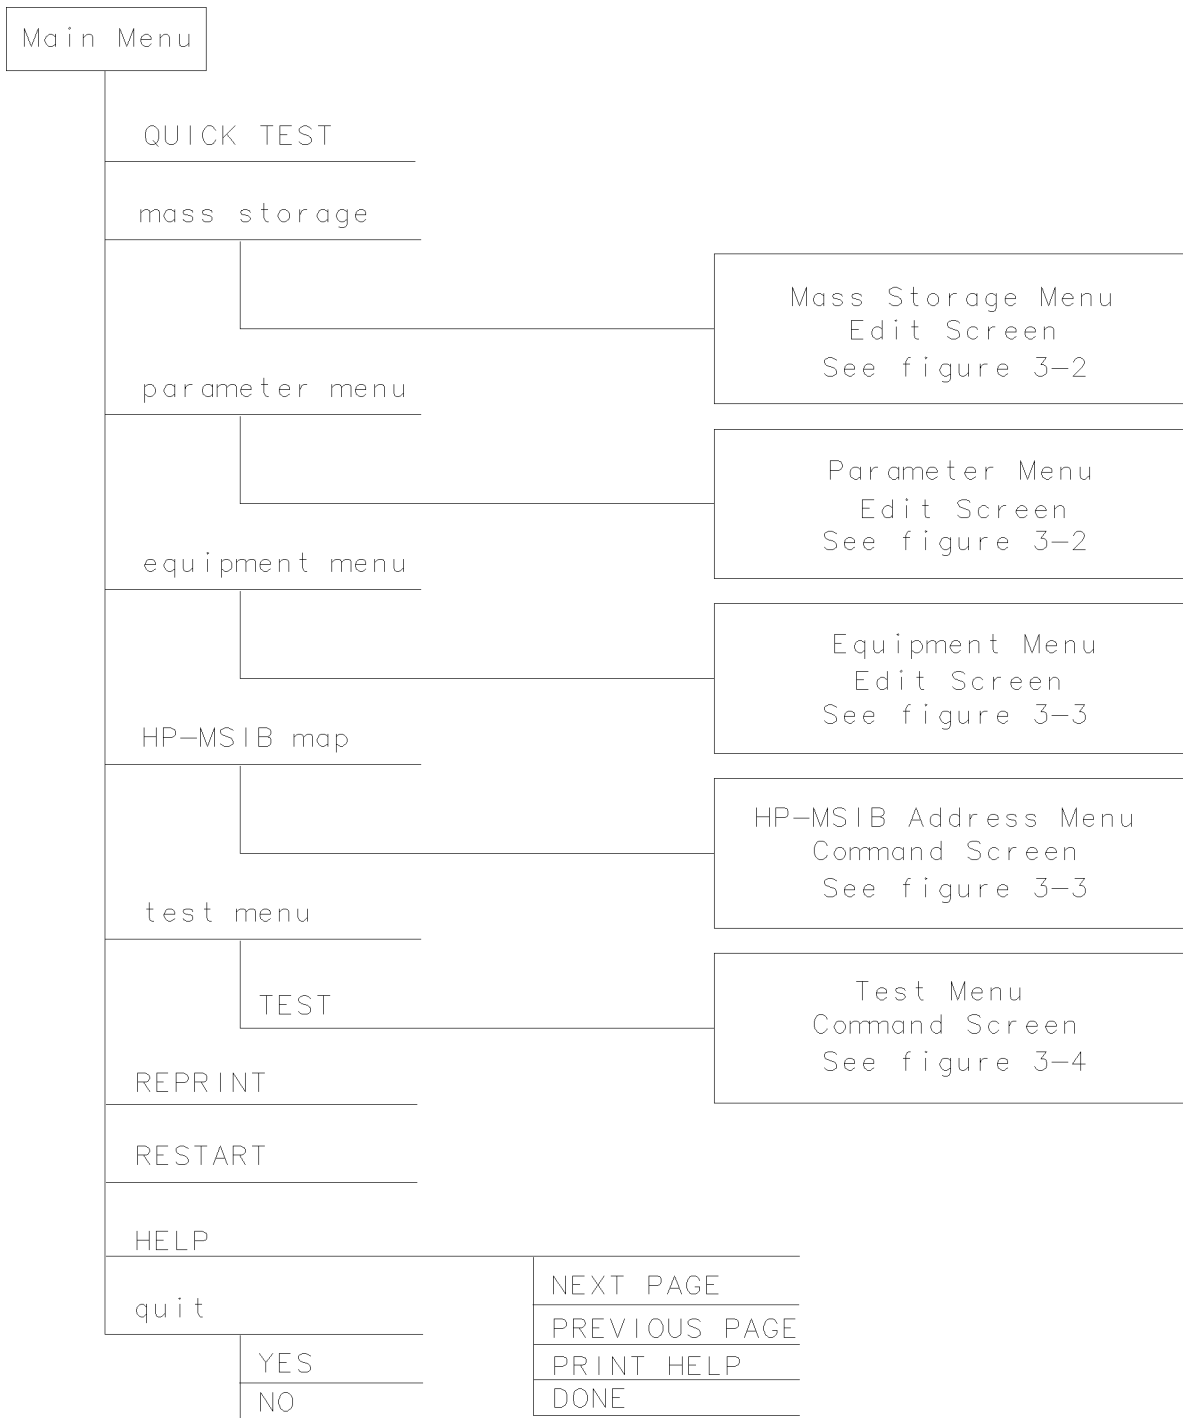 Main Menu
QUICK TEST
mass storage
Mass Storage Menu
Edit Screen
See figure 3-2
parameter menu
Parameter Menu
Edit Screen
See figure 3-2
equipment menu
Equipment Menu
Edit Screen
See figure 3-3
HP-MSIB map
HP-MSIB Address Menu
Command Screen
See figure 3-3
test menu
TEST
Test Menu
Command Screen
See figure 3-4
REPRINT
RESTART
HELP
NEXT PAGE
PREVIOUS PAGE
PRINT HELP
DONE
quit
YES
NO